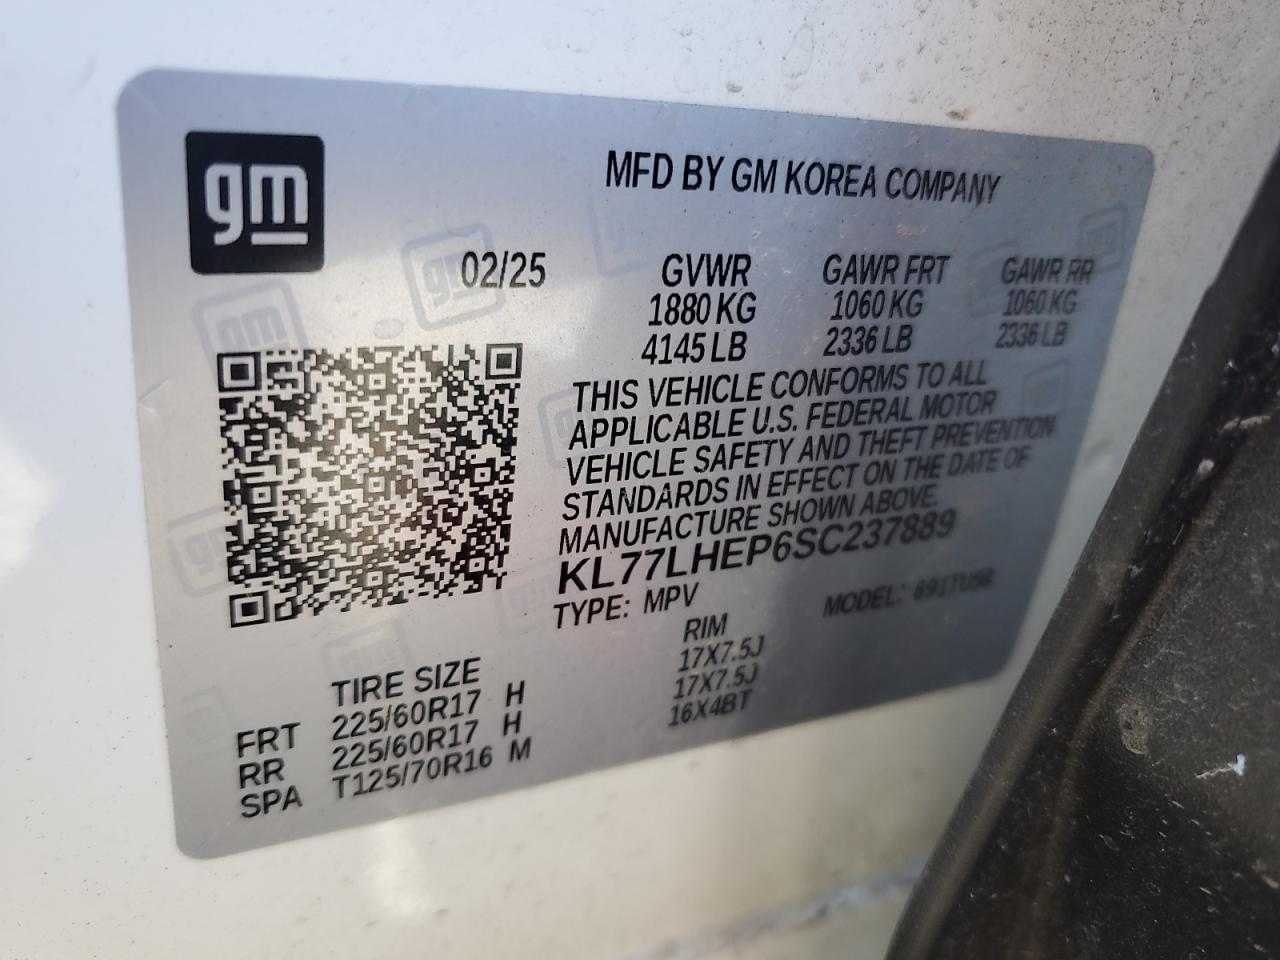 gm
MFD BY GM KOREA COMPANY
02/25 GVWR GAWR FRT GAWR RR
1880 KG 1060 KG 1060 KG
4145 LB 2336 LB 2336 LB
THIS VEHICLE CONFORMS TO ALL
APPLICABLE U.S. FEDERAL MOTOR
VEHICLE SAFETY AND THEFT PREVENTION
STANDARDS IN EFFECT ON THE DATE OF
MANUFACTURE SHOWN ABOVE.
KL77LHEP6SC237889
TYPE: MPV MODEL: 691TU58
TIRE SIZE RIM
FRT 225/60R17 H 17X7.5J
RR 225/60R17 H 17X7.5J
SPA T125/70R16 M 16X4BT